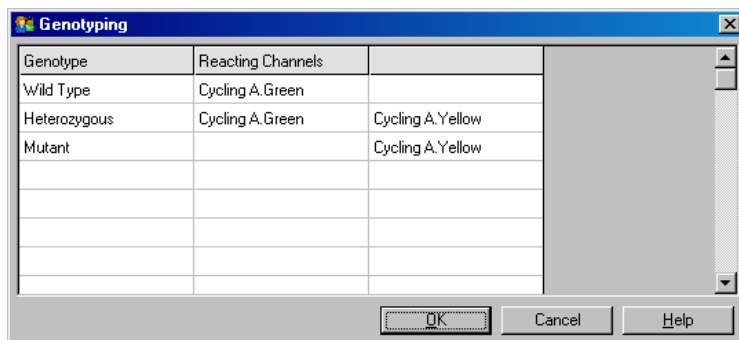 Genotyping
Genotype Reacting Channels
Wild Type Cycling A.Green
Heterozygous Cycling A.Green Cycling A.Yellow
Mutant Cycling A.Yellow
OK Cancel Help